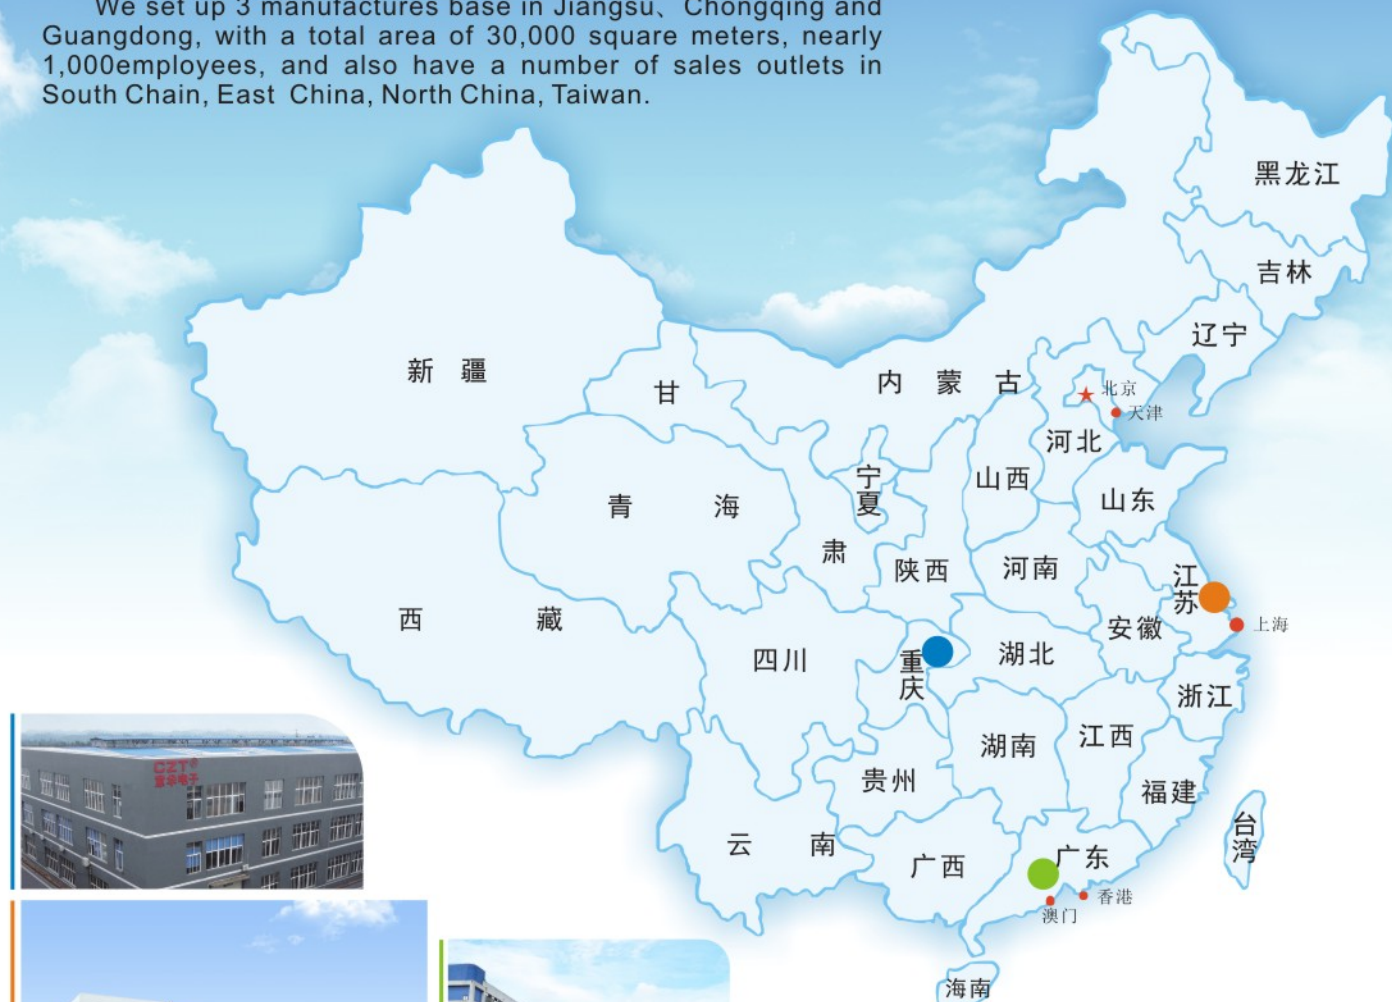 We set up 3 manufactures base in Jiangsu、Chongqing and
Guangdong, with a total area of 30,000 square meters, nearly
1,000employees, and also have a number of sales outlets in
South Chain, East China, North China, Taiwan.
黑龙江
吉林
辽宁
新疆
甘
内蒙古
北京
天津
河北
宁夏
山西
山东
青海
肃
陕西
河南
江苏
西藏
安徽
上海
四川
重庆
湖北
浙江
湖南
江西
贵州
福建
台湾
云南
广西
广东
香港
澳门
海南
CZT